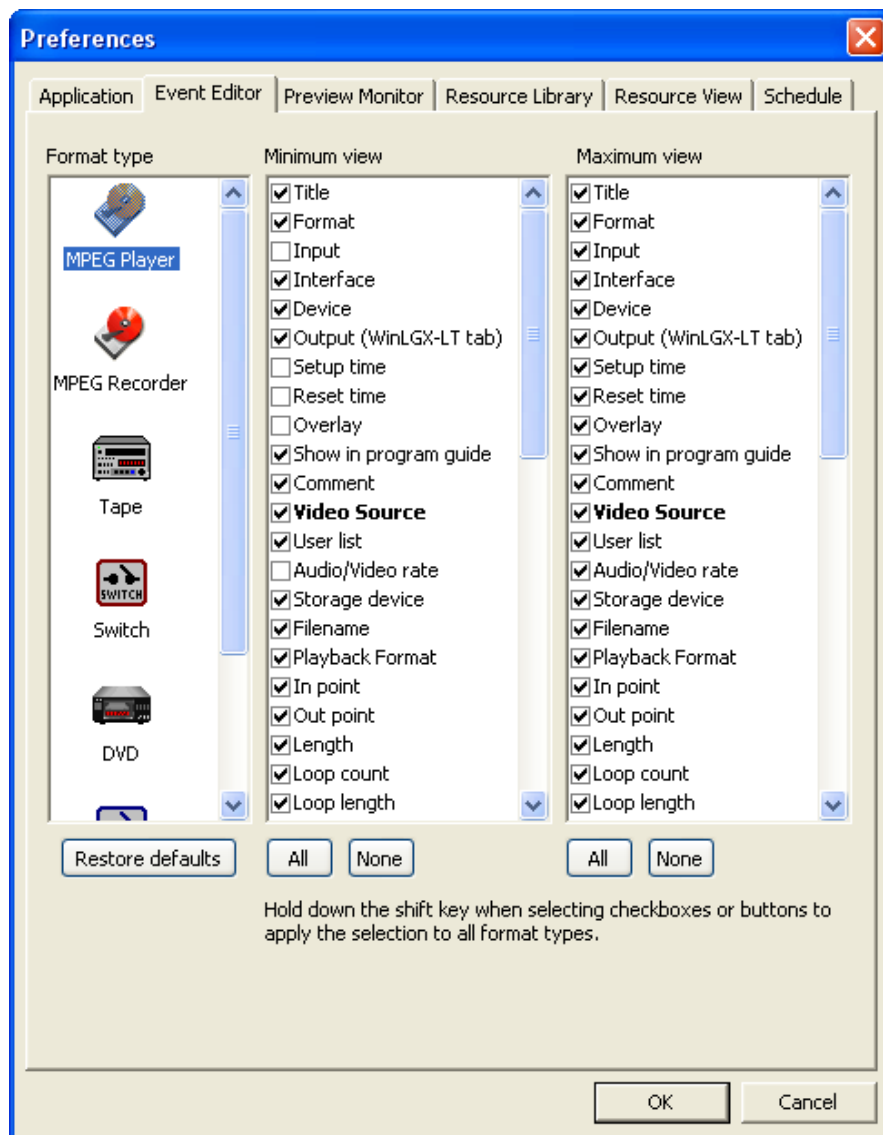 Preferences
Application Event Editor Preview Monitor Resource Library Resource View Schedule
Format type
MPEG Player
MPEG Recorder
Tape
SWITCH
Switch
DVD
Restore defaults
Minimum view
Title
Format
Input
Interface
Device
Output (WinLGX-LT tab)
Setup time
Reset time
Overlay
Show in program guide
Comment
Video Source
User list
Audio/Video rate
Storage device
Filename
Playback Format
In point
Out point
Length
Loop count
Loop length
All None
Maximum view
Title
Format
Input
Interface
Device
Output (WinLGX-LT tab)
Setup time
Reset time
Overlay
Show in program guide
Comment
Video Source
User list
Audio/Video rate
Storage device
Filename
Playback Format
In point
Out point
Length
Loop count
Loop length
All None
Hold down the shift key when selecting checkboxes or buttons to
apply the selection to all format types.
OK Cancel